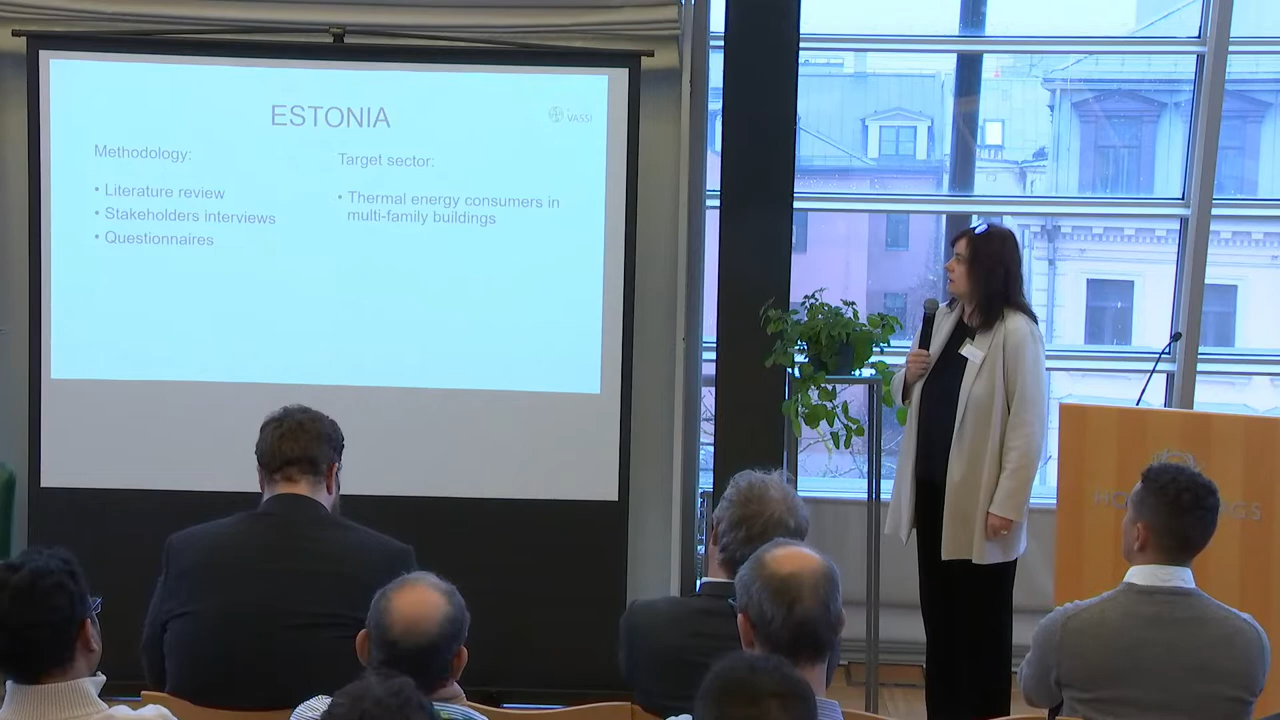 ESTONIA
VASSI
Methodology:
• Literature review
• Stakeholders interviews
• Questionnaires
Target sector:
• Thermal energy consumers in
multi-family buildings